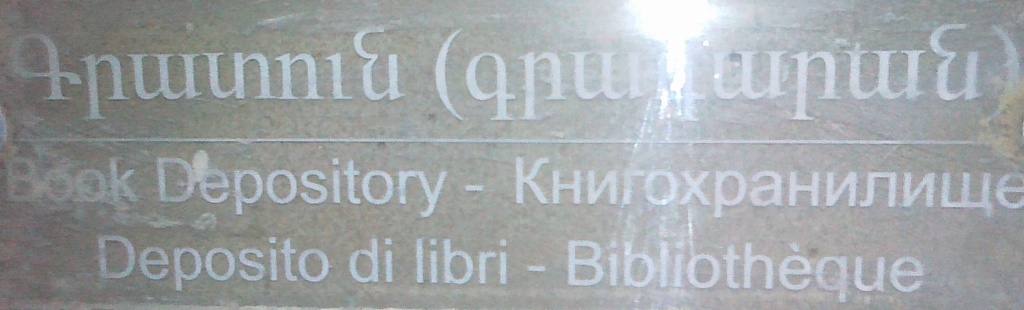 Գրատուն (գրադարան)
Book Depository - Книгохранилище
Deposito di libri - Bibliothèque